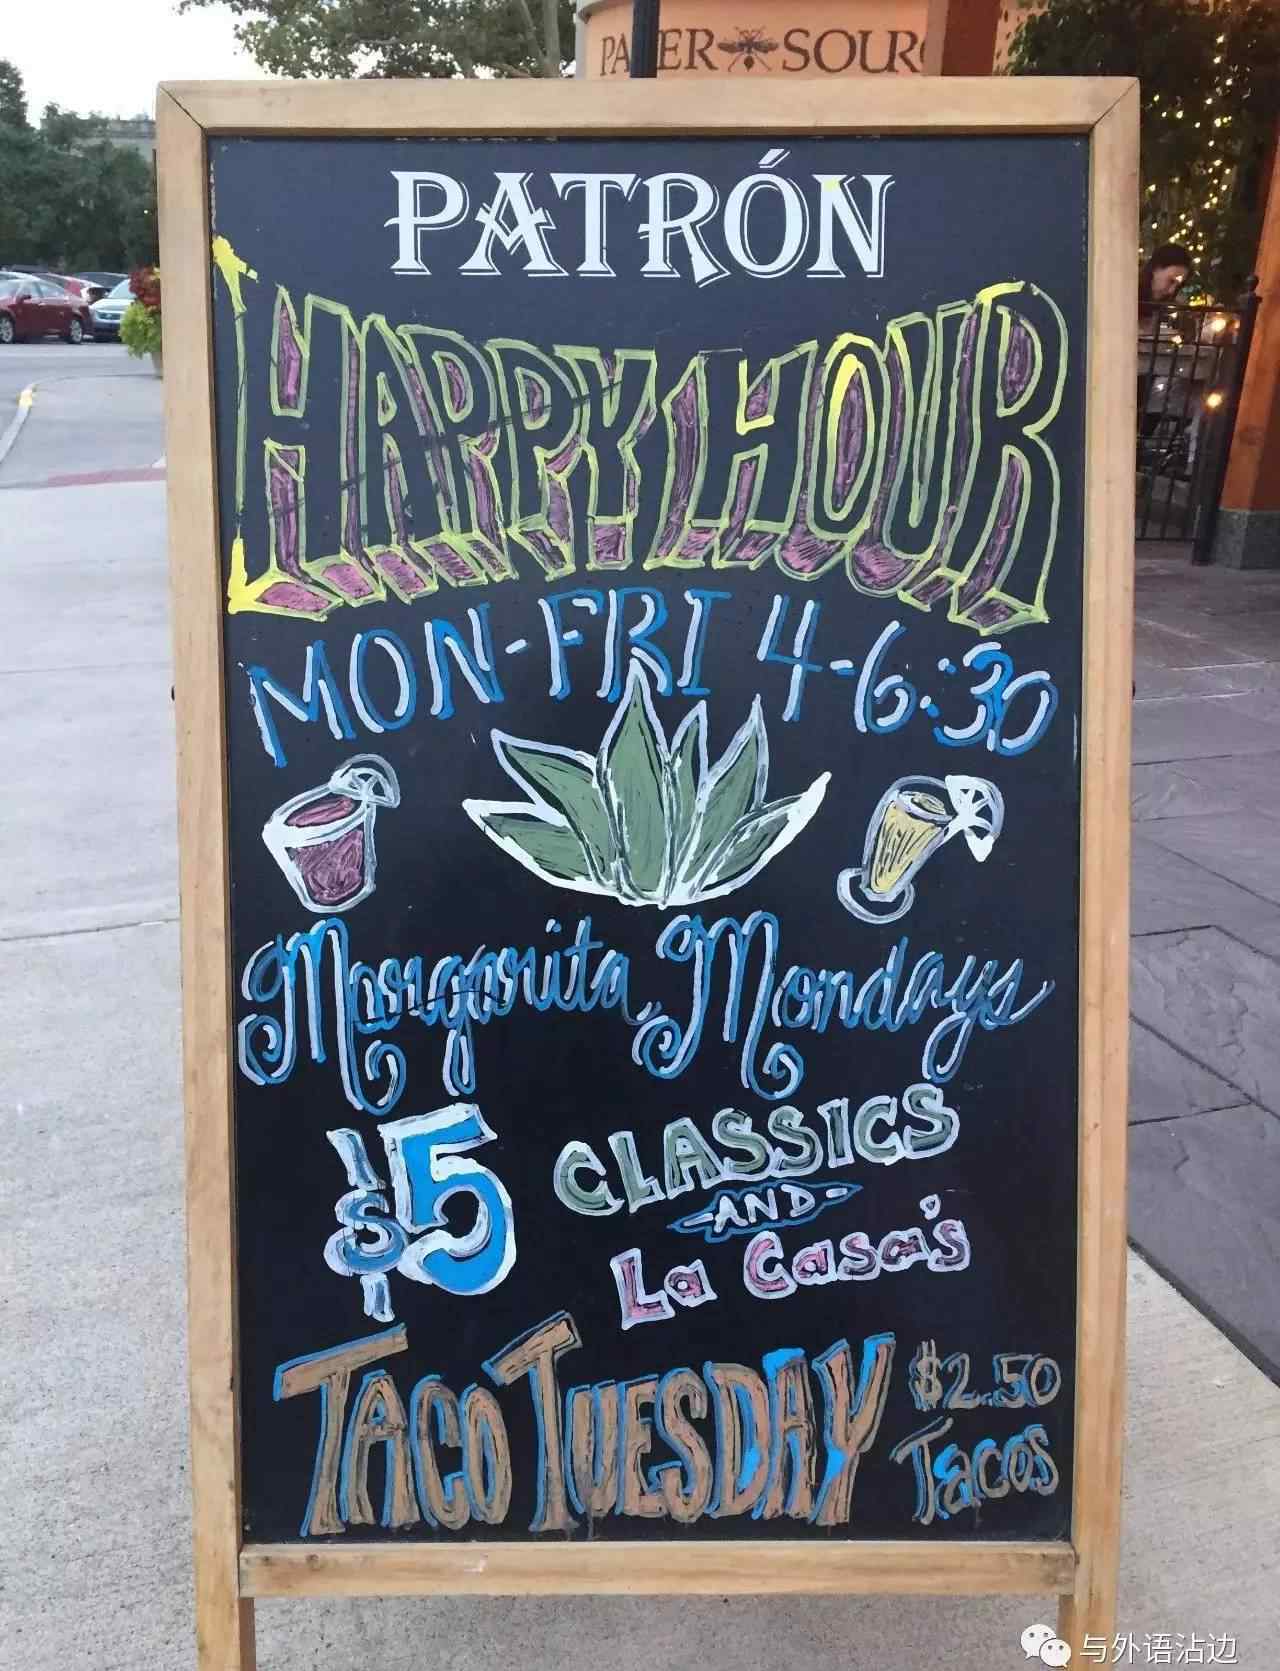 PAPER SOURC
PATRÓN
HAPPY HOUR
MON-FRI 4-6:30
Margarita Mondays
$5 CLASSICS
-AND-
La Casa's
TACO TUESDAY $2.50
Tacos
与外语沾边